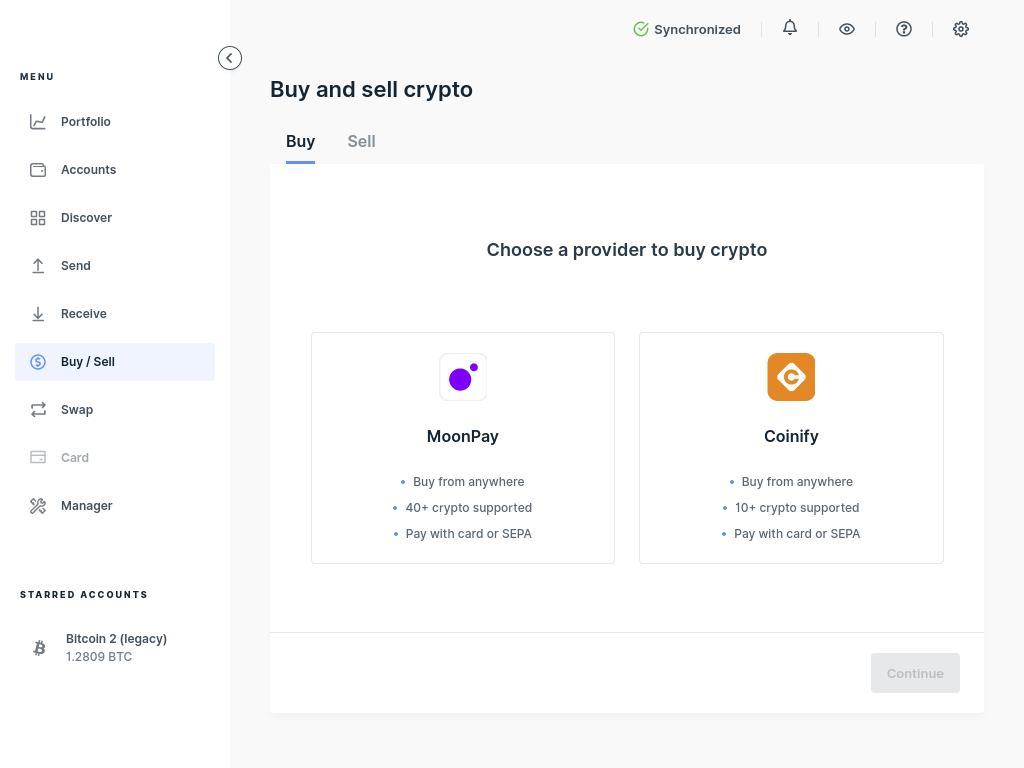 Synchronized
MENU
Portfolio
Accounts
Discover
Send
Receive
Buy / Sell
Swap
Card
Manager
STARRED ACCOUNTS
Bitcoin 2 (legacy)
1.2809 BTC
Buy and sell crypto
Buy
Sell
Choose a provider to buy crypto
MoonPay
• Buy from anywhere
• 40+ crypto supported
• Pay with card or SEPA
Coinify
• Buy from anywhere
• 10+ crypto supported
• Pay with card or SEPA
Continue